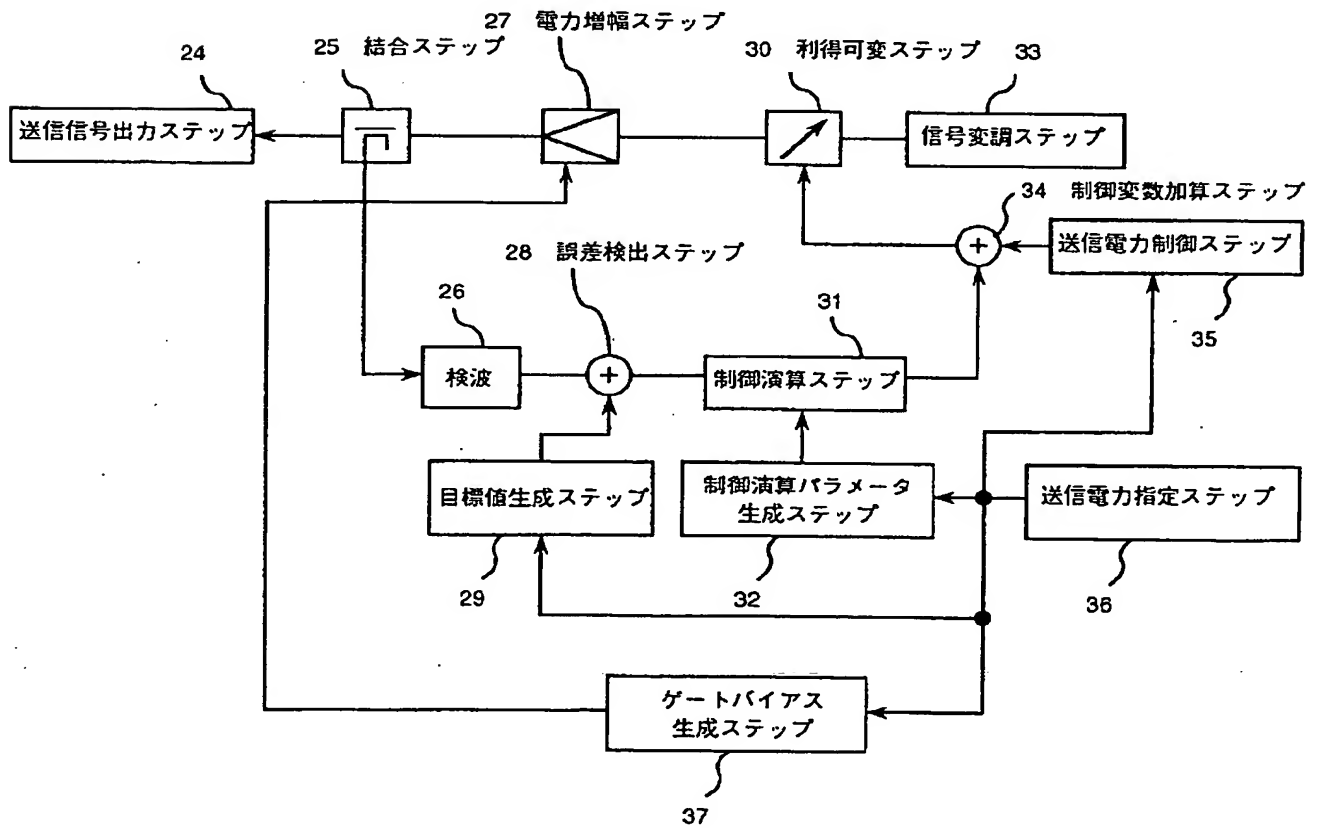 27 電力増幅ステップ
25 結合ステップ
30 利得可変ステップ
33
24
送信信号出力ステップ
信号変調ステップ
34 制御変数加算ステップ
送信電力制御ステップ
28 誤差検出ステップ
26
31
35
検波
+
+
制御演算ステップ
目標値生成ステップ
制御演算パラメータ
生成ステップ
送信電力指定ステップ
29
32
36
ゲートバイアス
生成ステップ
37